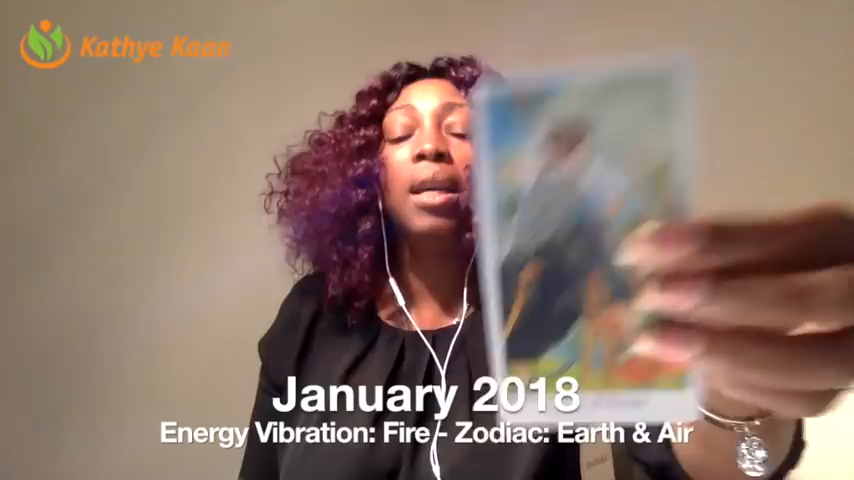 Kathye Kaan
January 2018
Energy Vibration: Fire - Zodiac: Earth & Air